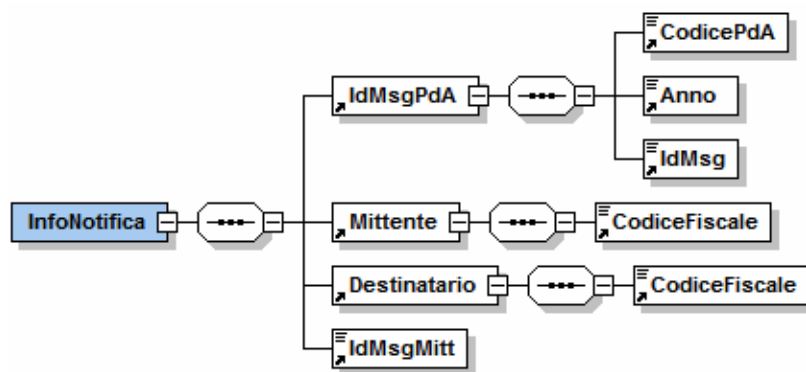 CodicePdA
IdMsgPdA
Anno
IdMsg
InfoNotifica
Mittente
CodiceFiscale
Destinatario
CodiceFiscale
IdMsgMitt